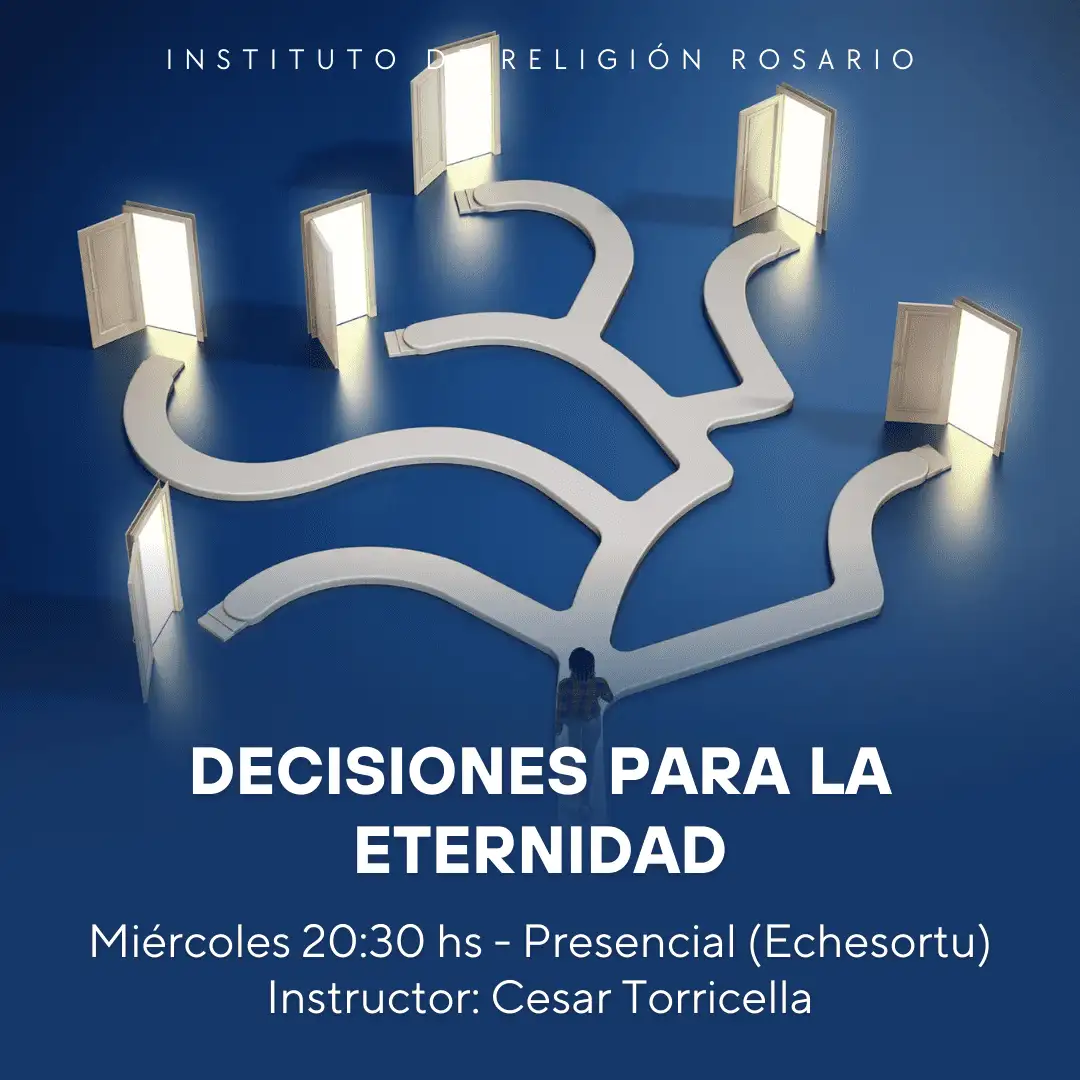 INSTITUTO DE RELIGIÓN ROSARIO
DECISIONES PARA LA
ETERNIDAD
Miércoles 20:30 hs - Presencial (Echesortu)
Instructor: Cesar Torricella